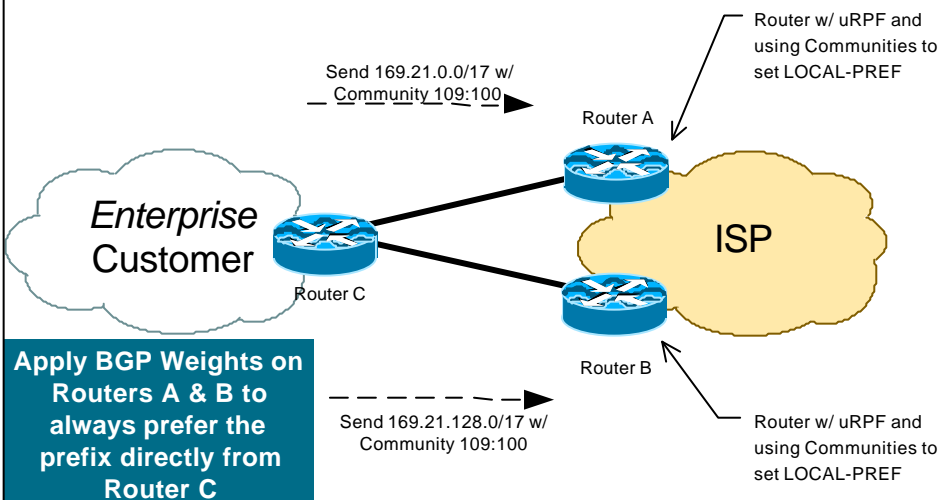 Router w/ uRPF and
using Communities to
set LOCAL-PREF
Send 169.21.0.0/17 w/
Community 109:100
Router A
Enterprise
Customer
ISP
Router C
Router B
Apply BGP Weights on
Routers A & B to
always prefer the
prefix directly from
Router C
Send 169.21.128.0/17 w/
Community 109:100
Router w/ uRPF and
using Communities to
set LOCAL-PREF